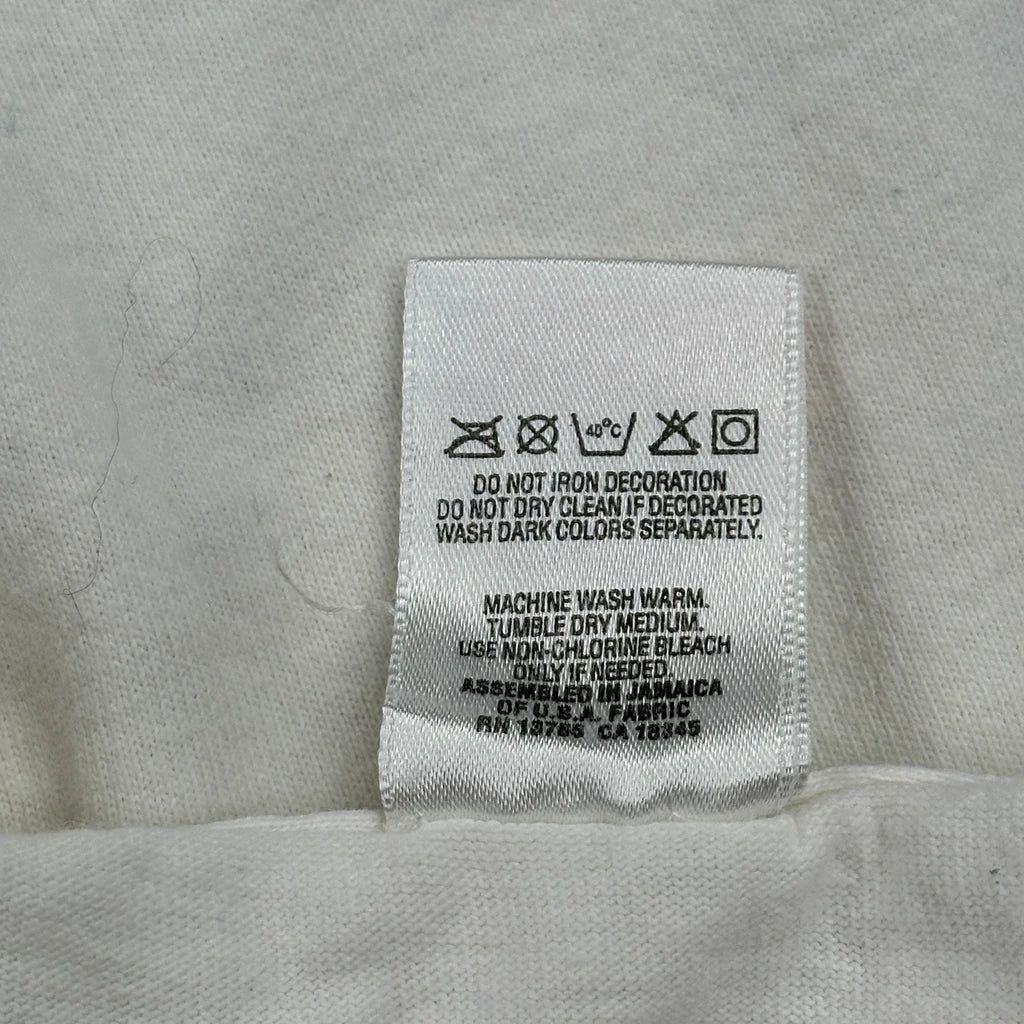 40°C
DO NOT IRON DECORATION
DO NOT DRY CLEAN IF DECORATED
WASH DARK COLORS SEPARATELY.
MACHINE WASH WARM.
TUMBLE DRY MEDIUM.
USE NON-CHLORINE BLEACH
ONLY IF NEEDED.
ASSEMBLED IN JAMAICA
OF U.S.A. FABRIC
RN 13765 CA 18345